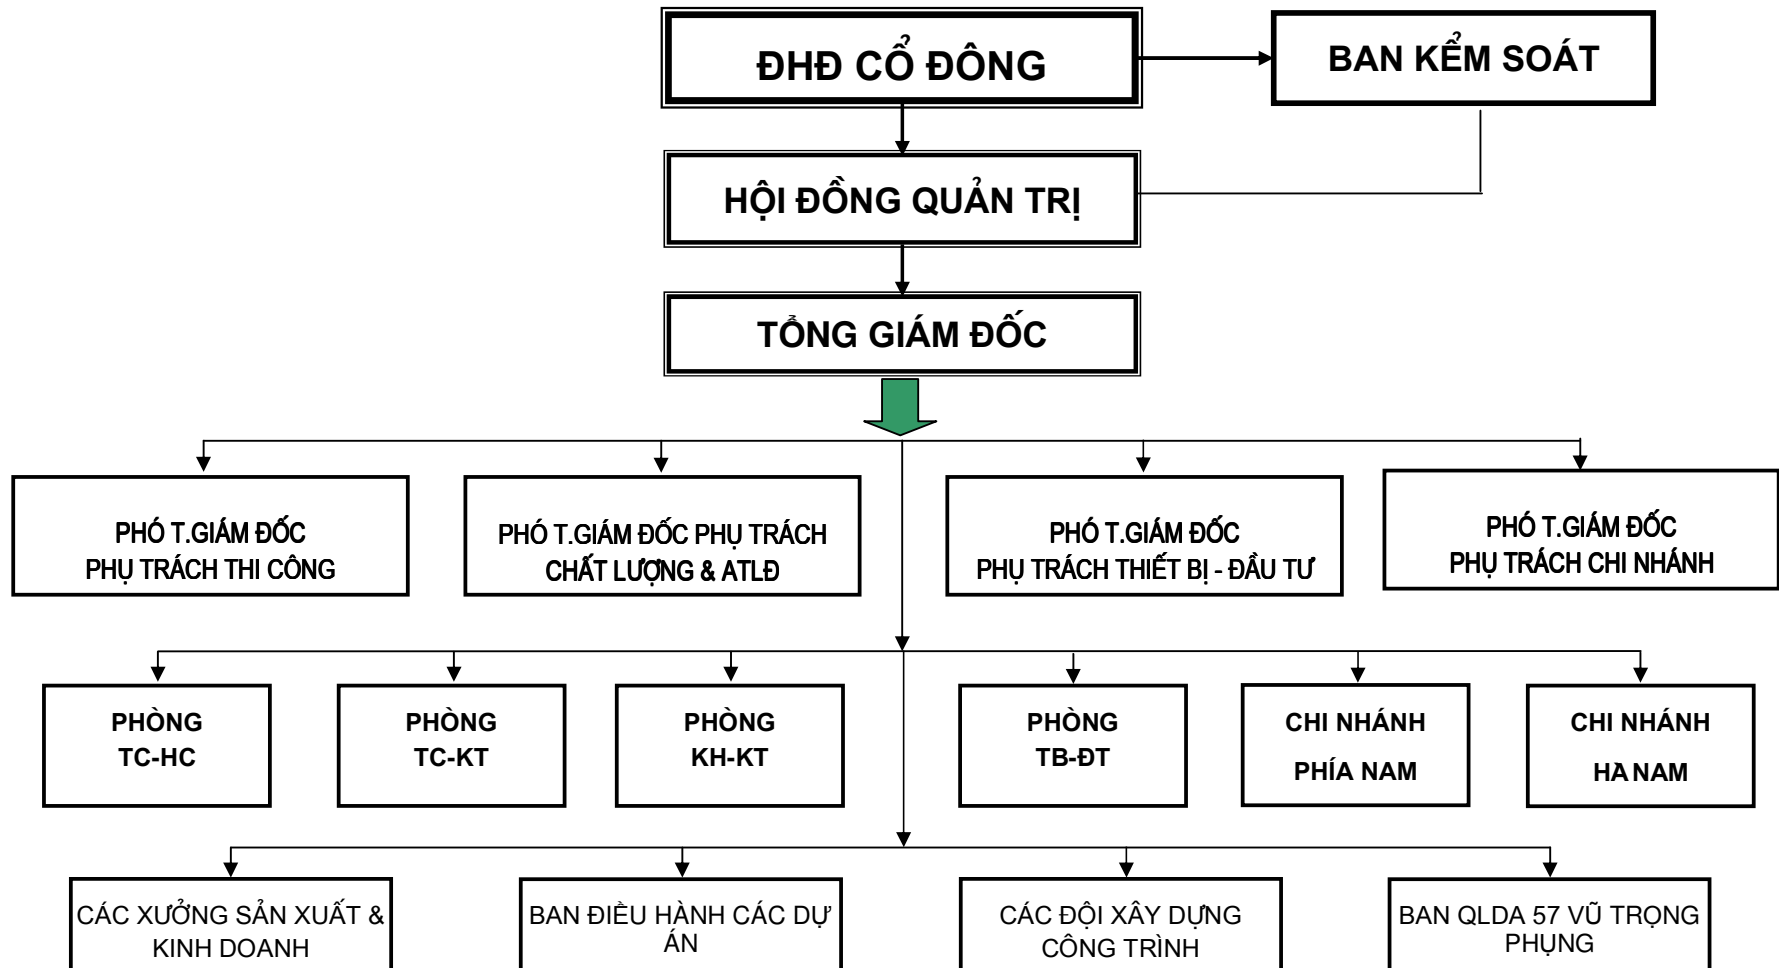 ĐHĐ CỔ ĐÔNG
BAN KỂM SOÁT
HỘI ĐỒNG QUẢN TRỊ
TỔNG GIÁM ĐỐC
PHÓ T.GIÁM ĐỐC
PHỤ TRÁCH THI CÔNG
PHÓ T.GIÁM ĐỐC PHỤ TRÁCH
CHẤT LƯỢNG & ATLĐ
PHÓ T.GIÁM ĐỐC
PHỤ TRÁCH THIẾT BỊ - ĐẦU TƯ
PHÓ T.GIÁM ĐỐC
PHỤ TRÁCH CHI NHÁNH
PHÒNG
TC-HC
PHÒNG
TC-KT
PHÒNG
KH-KT
PHÒNG
TB-ĐT
CHI NHÁNH
PHÍA NAM
CHI NHÁNH
HÀ NAM
CÁC XƯỞNG SẢN XUẤT &
KINH DOANH
BAN ĐIỀU HÀNH CÁC DỰ
ÁN
CÁC ĐỘI XÂY DỰNG
CÔNG TRÌNH
BAN QLDA 57 VŨ TRỌNG
PHỤNG